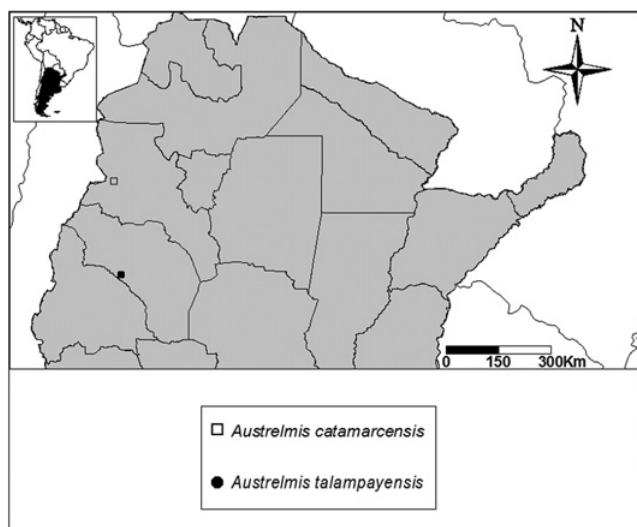 N
0 150 300Km
Austrelmis catamarcensis
Austrelmis talampayensis